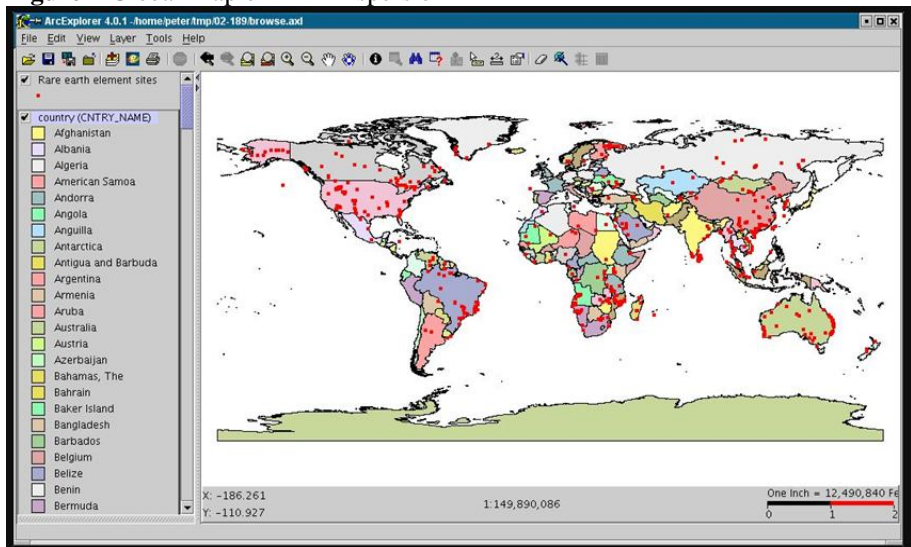 ArcExplorer 4.0.1 -/home/peter/tmp/02-189/browse.axl
File Edit View Layer Tools Help
Rare earth element sites
country (CNTRY_NAME)
Afghanistan
Albania
Algeria
American Samoa
Andorra
Angola
Anguilla
Antarctica
Antigua and Barbuda
Argentina
Armenia
Aruba
Australia
Austria
Azerbaijan
Bahamas, The
Bahrain
Baker Island
Bangladesh
Barbados
Belgium
Belize
Benin
Bermuda
X: -186.261
Y: -110.927
1:149,890,086
One Inch = 12,490,840 Fe
0 1 2